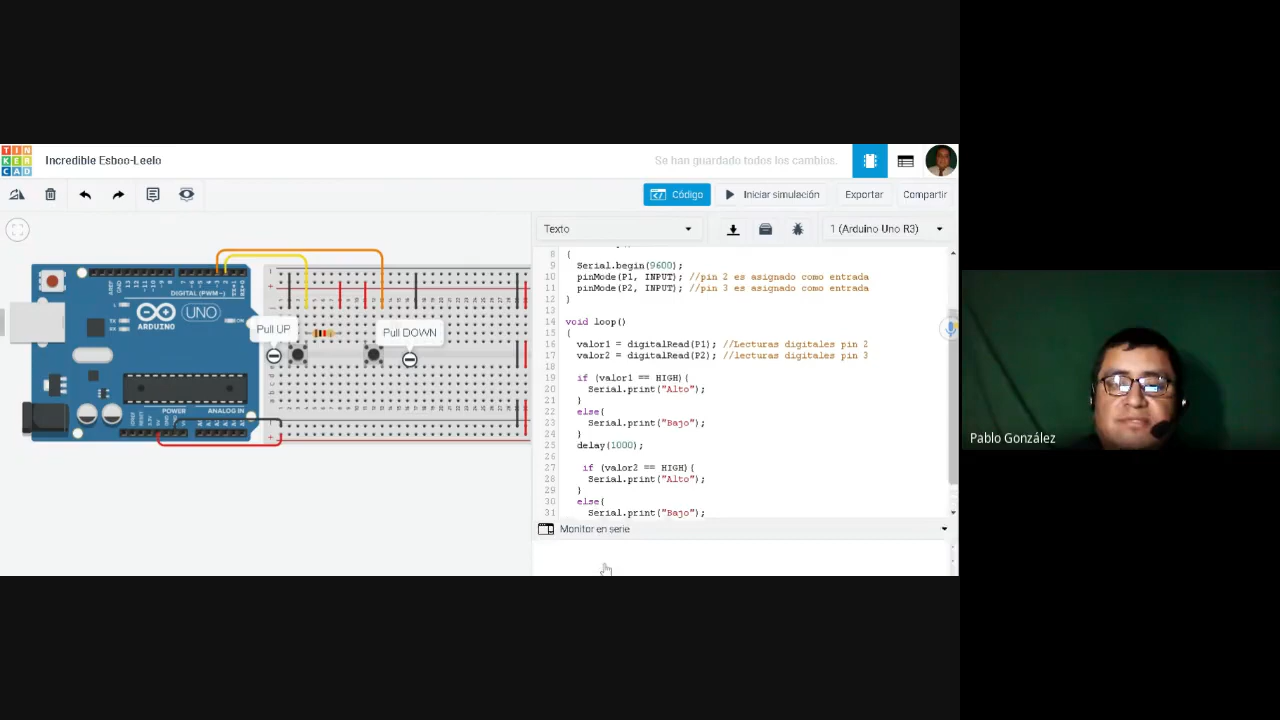 TIN
KER
CAD
Incredible Esboo-Leelo
Se han guardado todos los cambios.
Código
Iniciar simulación
Exportar
Compartir
Texto
1 (Arduino Uno R3)
DIGITAL (PWM~)
UNO
ARDUINO
POWER
ANALOG IN
Pull UP
Pull DOWN
8 {
9 Serial.begin(9600);
10 pinMode(P1, INPUT); //pin 2 es asignado como entrada
11 pinMode(P2, INPUT); //pin 3 es asignado como entrada
12 }
13
14 void loop()
15 {
16 valor1 = digitalRead(P1); //Lecturas digitales pin 2
17 valor2 = digitalRead(P2); //lecturas digitales pin 3
18
19 if (valor1 == HIGH){
20 Serial.print("Alto");
21 }
22 else{
23 Serial.print("Bajo");
24 }
25 delay(1000);
26
27 if (valor2 == HIGH){
28 Serial.print("Alto");
29 }
30 else{
31 Serial.print("Bajo");
Monitor en serie
Pablo González